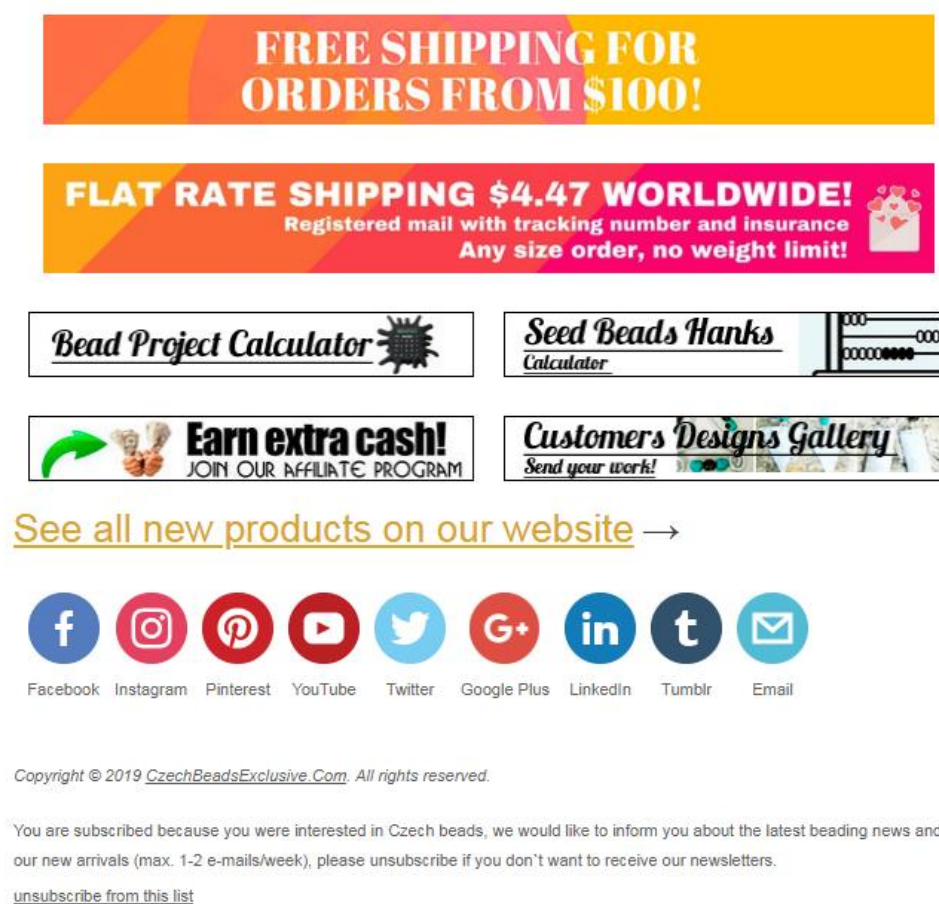 FREE SHIPPING FOR
ORDERS FROM $100!
FLAT RATE SHIPPING $4.47 WORLDWIDE!
Registered mail with tracking number and insurance
Any size order, no weight limit!
Bead Project Calculator
Seed Beads Hanks
Calculator
Earn extra cash!
JOIN OUR AFFILIATE PROGRAM
Customers Designs Gallery
Send your work!
See all new products on our website →
Facebook Instagram Pinterest YouTube Twitter Google Plus LinkedIn Tumblr Email
Copyright © 2019 CzechBeadsExclusive.Com. All rights reserved.
You are subscribed because you were interested in Czech beads, we would like to inform you about the latest beading news and
our new arrivals (max. 1-2 e-mails/week), please unsubscribe if you don`t want to receive our newsletters.
unsubscribe from this list